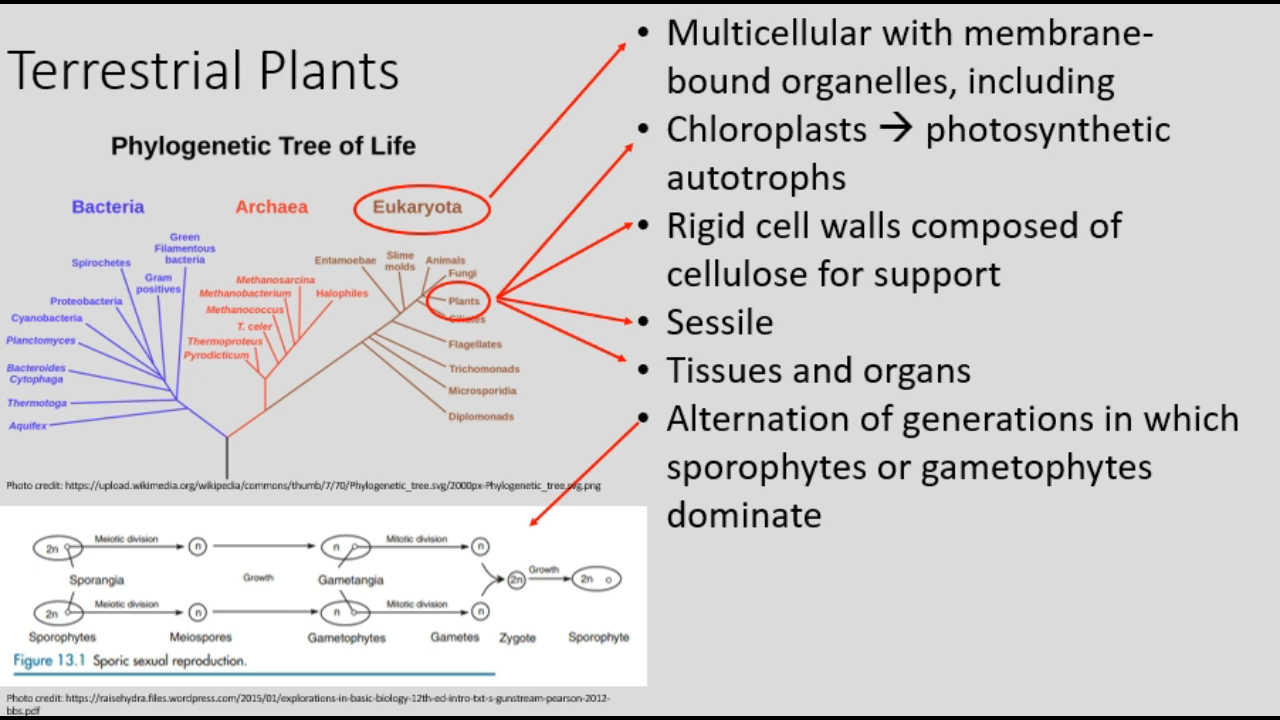 Terrestrial Plants
Phylogenetic Tree of Life
Bacteria
Archaea
Eukaryota
Green
Filamentous
bacteria
Spirochetes
Gram
positives
Proteobacteria
Cyanobacteria
Planctomyces
Bacteroides
Cytophaga
Thermotoga
Aquifex
Methanosarcina
Methanobacterium
Halophiles
Methanococcus
T. celer
Thermoproteus
Pyrodicticum
Entamoebae
Slime
molds
Animals
Fungi
Plants
Ciliates
Flagellates
Trichomonads
Microsporidia
Diplomonads
Photo credit: https://upload.wikimedia.org/wikipedia/commons/thumb/7/70/Phylogenetic_tree.svg/2000px-Phylogenetic_tree.svg.png
• Multicellular with membrane-
bound organelles, including
• Chloroplasts → photosynthetic
autotrophs
• Rigid cell walls composed of
cellulose for support
• Sessile
• Tissues and organs
• Alternation of generations in which
sporophytes or gametophytes
dominate
2n Meiotic division n n Mitotic division n
Sporangia Growth Gametangia 2n Growth 2n
2n Meiotic division n n Mitotic division n
Sporophytes Meiospores Gametophytes Gametes Zygote Sporophyte
Figure 13.1 Sporic sexual reproduction.
Photo credit: https://raisehydra.files.wordpress.com/2015/01/explorations-in-basic-biology-12th-ed-intro-txt-s-gunstream-pearson-2012-
bbs.pdf